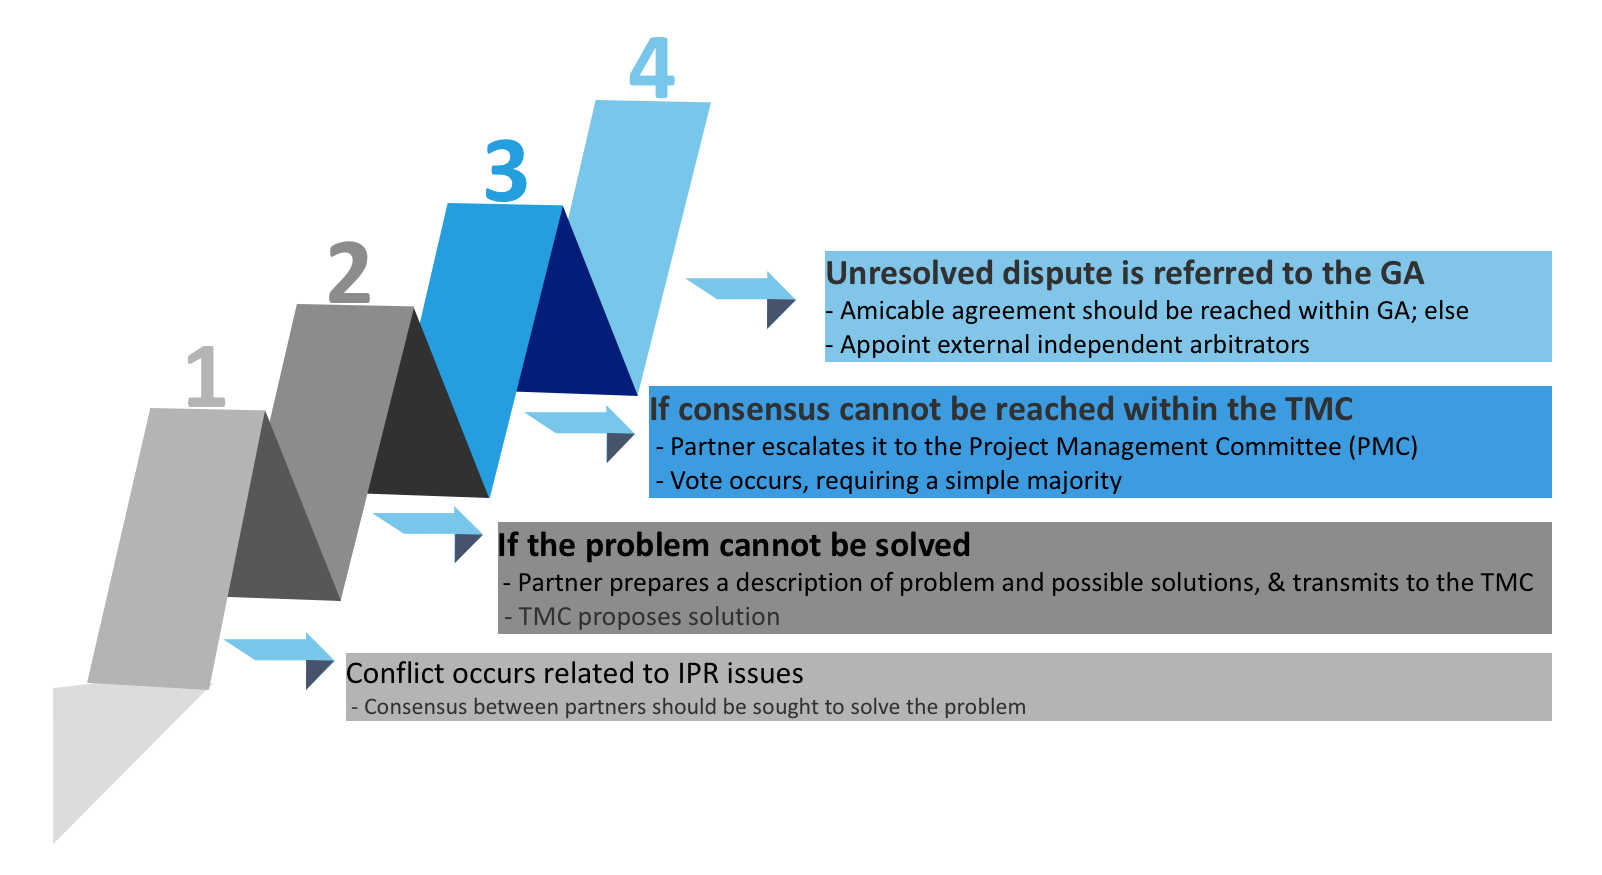 4
3
2
1
Unresolved dispute is referred to the GA
- Amicable agreement should be reached within GA; else
- Appoint external independent arbitrators
If consensus cannot be reached within the TMC
- Partner escalates it to the Project Management Committee (PMC)
- Vote occurs, requiring a simple majority
If the problem cannot be solved
- Partner prepares a description of problem and possible solutions, & transmits to the TMC
- TMC proposes solution
Conflict occurs related to IPR issues
- Consensus between partners should be sought to solve the problem